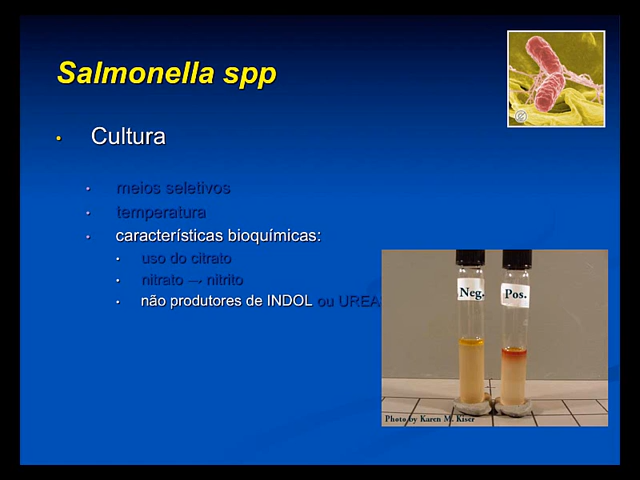 Salmonella spp
• Cultura
• meios seletivos
• temperatura
• características bioquímicas:
• uso do citrato
• nitrato → nitrito
• não produtores de INDOL ou UREA
Neg. Pos.
Photo by Karen M. Kiser